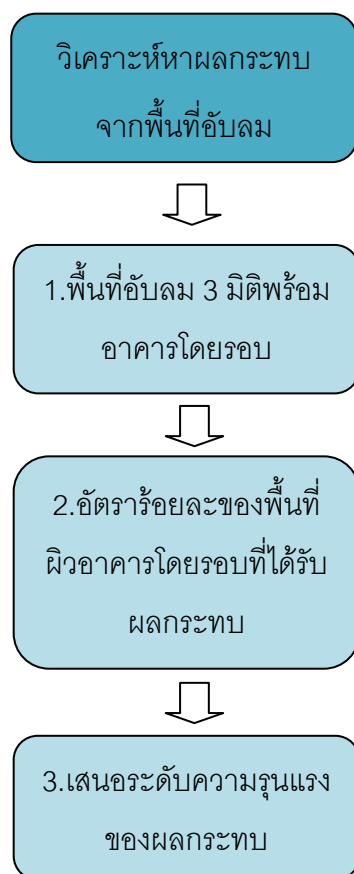 วิเคราะห์หาผลกระทบ
จากพื้นที่อับลม
1.พื้นที่อับลม 3 มิติพร้อม
อาคารโดยรอบ
2.อัตราร้อยละของพื้นที่
ผิวอาคารโดยรอบที่ได้รับ
ผลกระทบ
3.เสนอระดับความรุนแรง
ของผลกระทบ